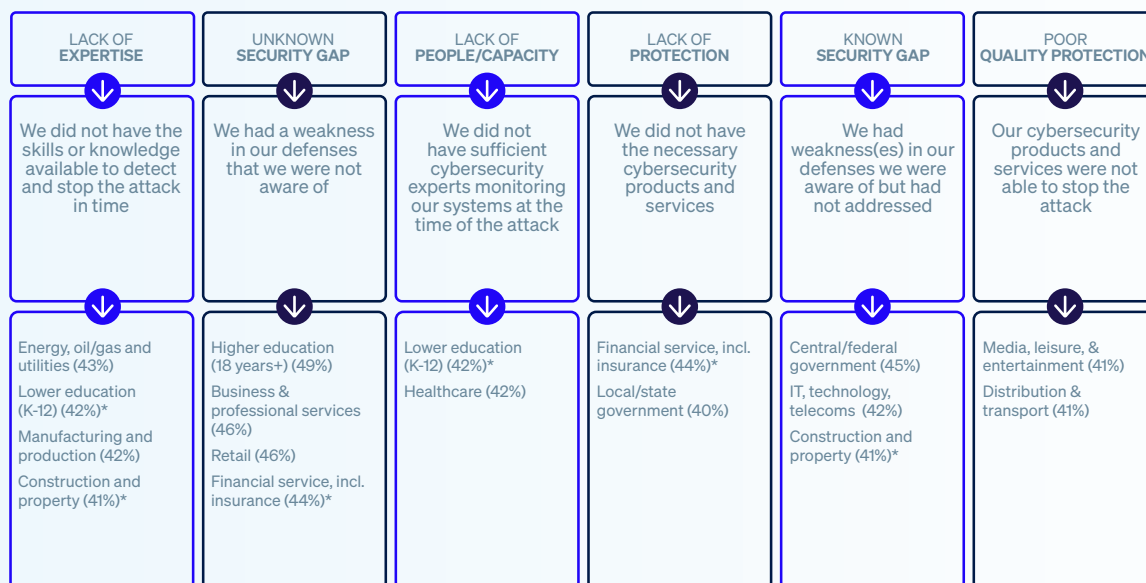 LACK OF
EXPERTISE
We did not have the
skills or knowledge
available to detect
and stop the attack
in time
Energy, oil/gas and
utilities (43%)
Lower education
(K-12) (42%)*
Manufacturing and
production (42%)
Construction and
property (41%)*
UNKNOWN
SECURITY GAP
We had a weakness
in our defenses
that we were not
aware of
Higher education
(18 years+) (49%)
Business &
professional services
(46%)
Retail (46%)
Financial service, incl.
insurance (44%)*
LACK OF
PEOPLE/CAPACITY
We did not
have sufficient
cybersecurity
experts monitoring
our systems at the
time of the attack
Lower education
(K-12) (42%)*
Healthcare (42%)
LACK OF
PROTECTION
We did not have
the necessary
cybersecurity
products and
services
Financial service, incl.
insurance (44%)*
Local/state
government (40%)
KNOWN
SECURITY GAP
We had
weakness(es) in our
defenses we were
aware of but had
not addressed
Central/federal
government (45%)
IT, technology,
telecoms (42%)
Construction and
property (41%)*
POOR
QUALITY PROTECTION
Our cybersecurity
products and
services were not
able to stop the
attack
Media, leisure, &
entertainment (41%)
Distribution &
transport (41%)